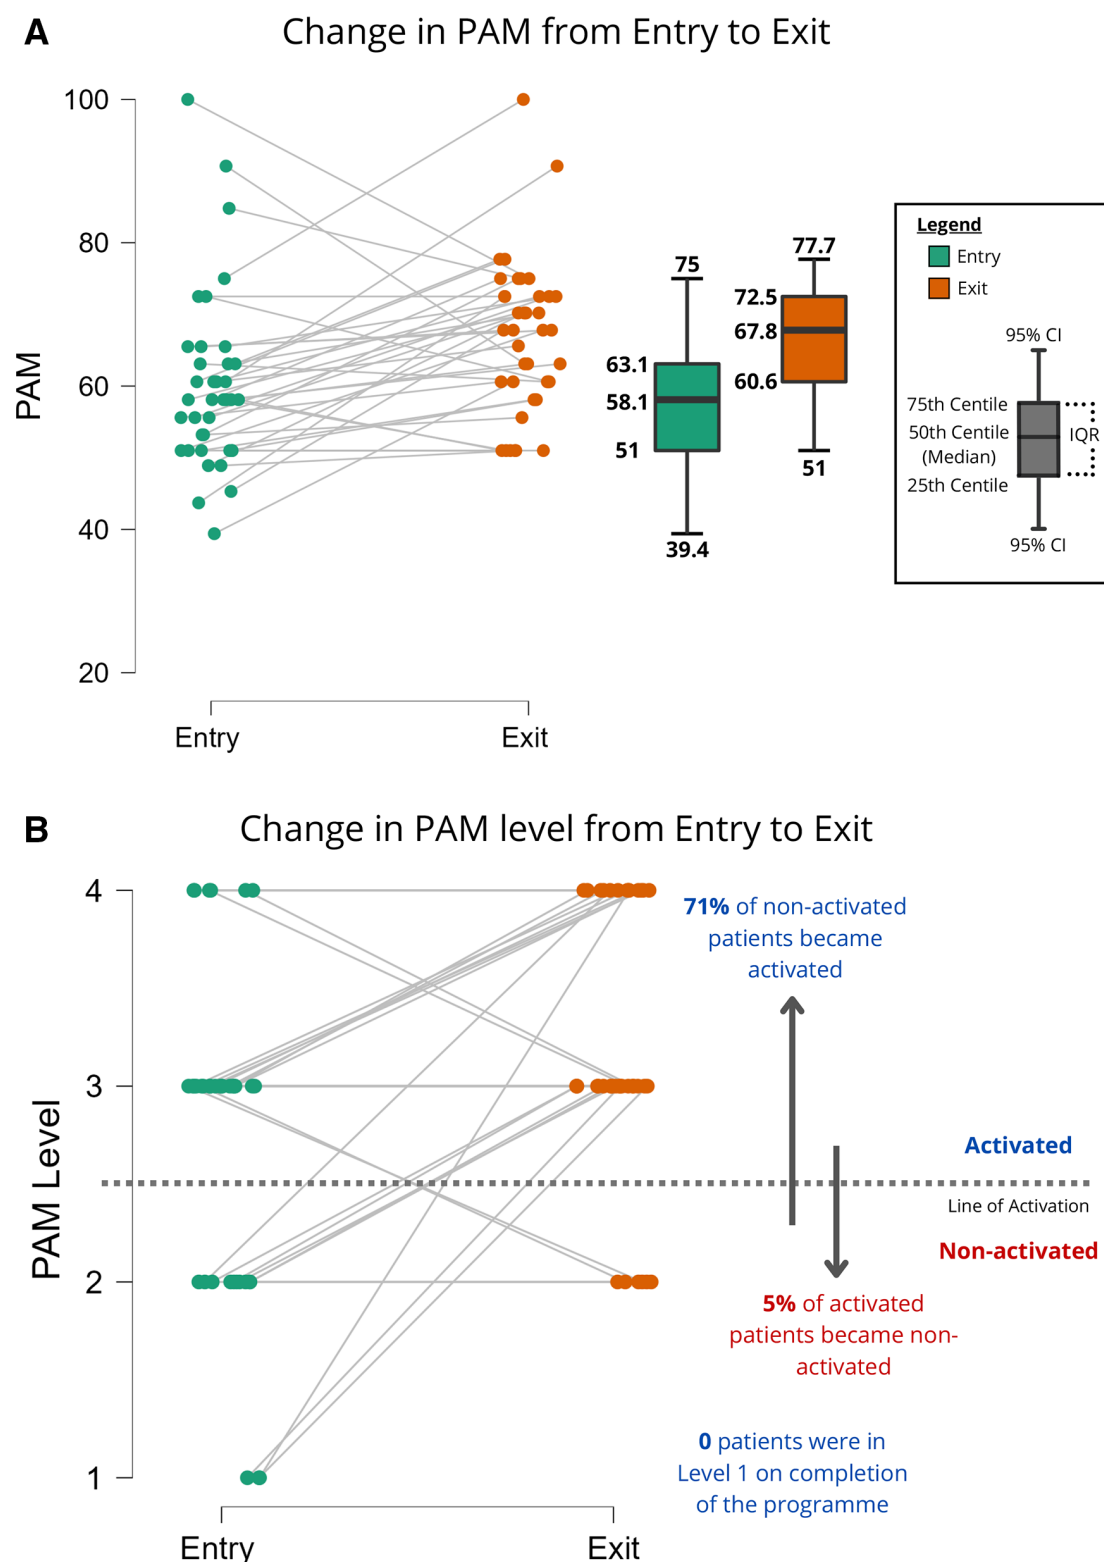 A
Change in PAM from Entry to Exit
100
80
60
40
20
PAM
Entry
Exit
75
63.1
58.1
51
39.4
77.7
72.5
67.8
60.6
51
Legend
Entry
Exit
95% CI
75th Centile
50th Centile
(Median)
25th Centile
IQR
95% CI
B
Change in PAM level from Entry to Exit
4
3
2
1
PAM Level
Entry
Exit
71% of non-activated
patients became
activated
Activated
Line of Activation
Non-activated
5% of activated
patients became non-
activated
0 patients were in
Level 1 on completion
of the programme